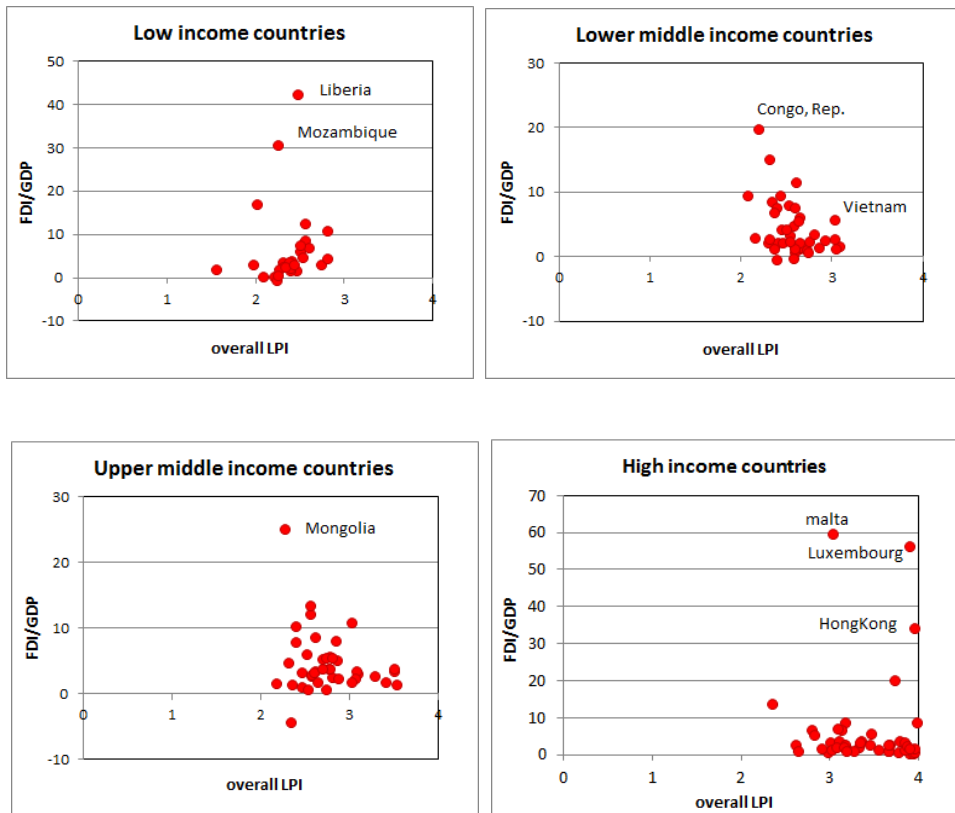 Low income countries
FDI/GDP
50
40
30
20
10
0
-10
0
1
2
3
4
Liberia
Mozambique
overall LPI
Lower middle income countries
FDI/GDP
30
20
10
0
-10
0
1
2
3
4
Congo, Rep.
Vietnam
overall LPI
Upper middle income countries
FDI/GDP
30
20
10
0
-10
0
1
2
3
4
Mongolia
overall LPI
High income countries
FDI/GDP
70
60
50
40
30
20
10
0
0
1
2
3
4
malta
Luxembourg
HongKong
overall LPI